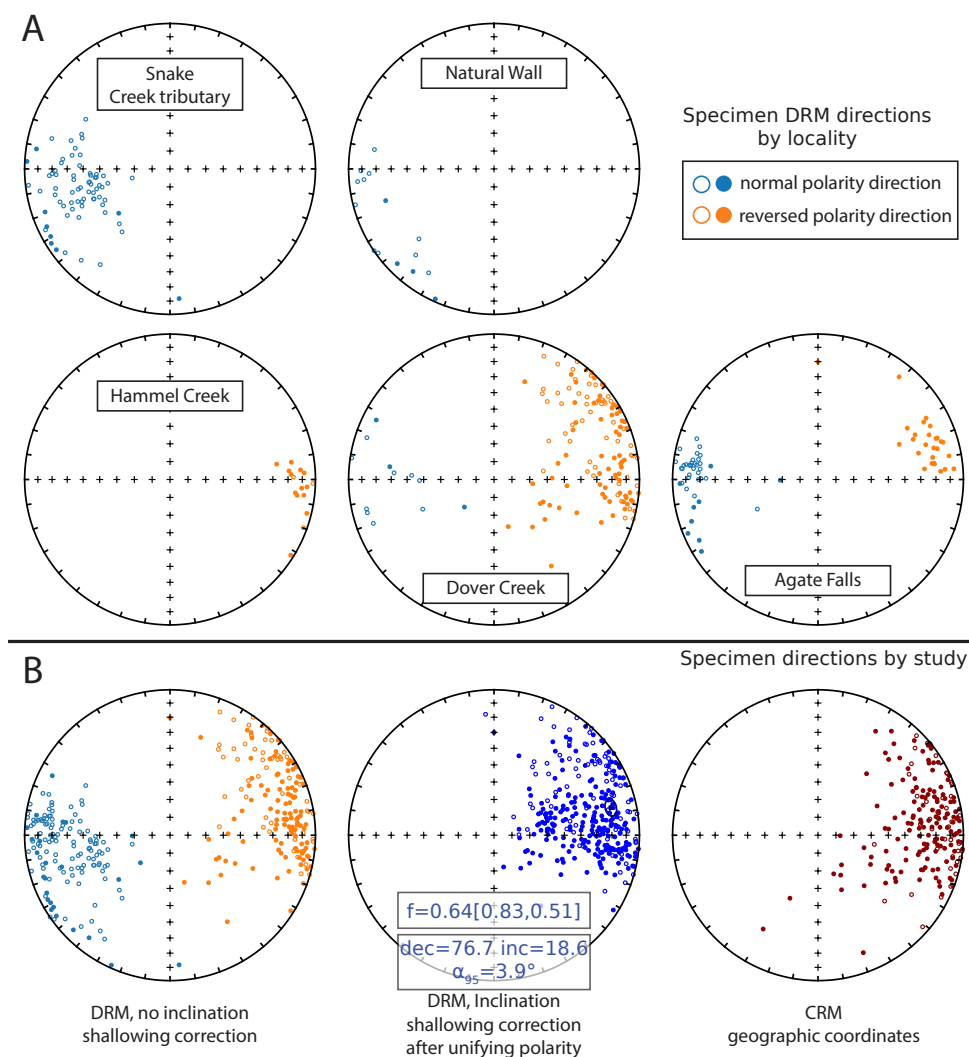 A
Snake
Creek tributary
Natural Wall
Specimen DRM directions
by locality
normal polarity direction
reversed polarity direction
Hammel Creek
Dover Creek
Agate Falls
B
Specimen directions by study
f=0.64[0.83,0.51]
dec=76.7 inc=18.6
α₉₅=3.9°
DRM, no inclination
shallowing correction
DRM, Inclination
shallowing correction
after unifying polarity
CRM
geographic coordinates